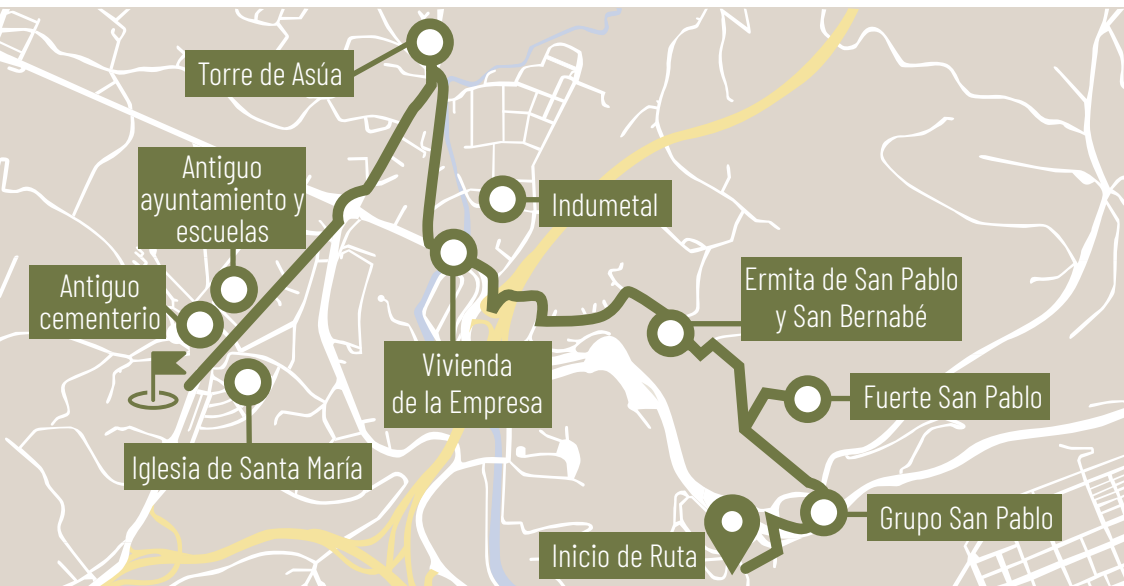 Torre de Asúa
Antiguo
ayuntamiento y
escuelas
Indumetal
Antiguo
cementerio
Ermita de San Pablo
y San Bernabé
Vivienda
de la Empresa
Fuerte San Pablo
Iglesia de Santa María
Grupo San Pablo
Inicio de Ruta